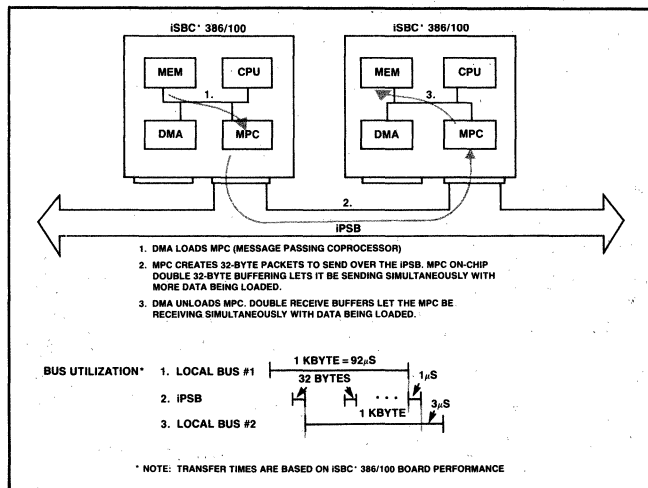 iSBC* 386/100
iSBC* 386/100
MEM
CPU
1.
DMA
MPC
MEM
CPU
3.
DMA
MPC
2.
iPSB
1. DMA LOADS MPC (MESSAGE PASSING COPROCESSOR)
2. MPC CREATES 32-BYTE PACKETS TO SEND OVER THE iPSB. MPC ON-CHIP
DOUBLE 32-BYTE BUFFERING LETS IT BE SENDING SIMULTANEOUSLY WITH
MORE DATA BEING LOADED.
3. DMA UNLOADS MPC. DOUBLE RECEIVE BUFFERS LET THE MPC BE
RECEIVING SIMULTANEOUSLY WITH DATA BEING LOADED.
1 KBYTE = 92μS
BUS UTILIZATION* 1. LOCAL BUS #1
32 BYTES
1μS
2. iPSB
• • •
1 KBYTE
3μS
3. LOCAL BUS #2
* NOTE: TRANSFER TIMES ARE BASED ON iSBC* 386/100 BOARD PERFORMANCE